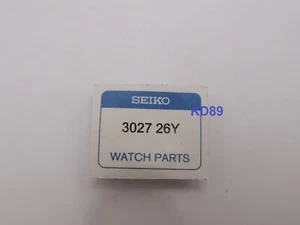 SEIKO
KD89
3027 26Y
WATCH PARTS